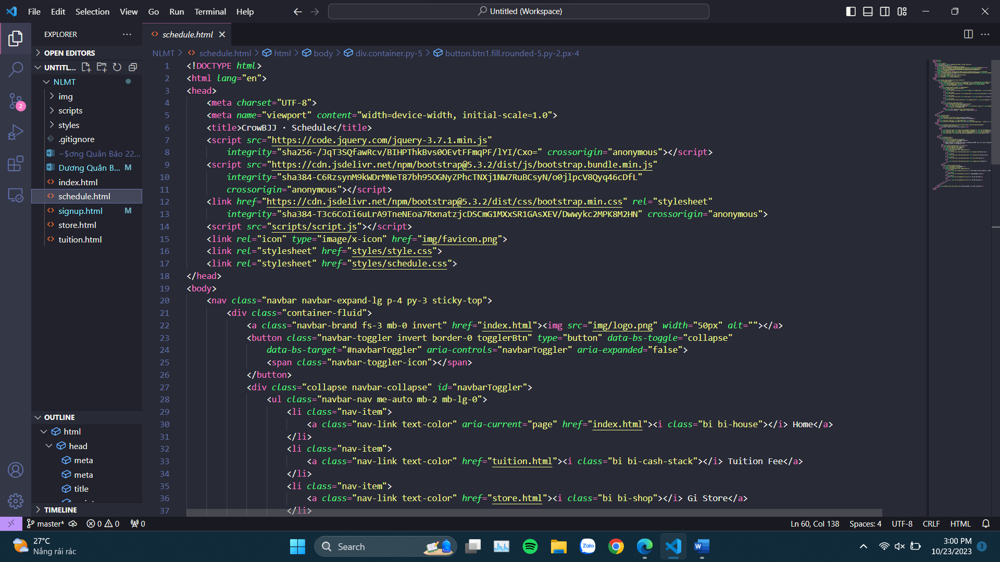 File Edit Selection View Go Run Terminal Help
Untitled (Workspace)
EXPLORER
schedule.html
OPEN EDITORS
UNTITL...
NLMT
img
scripts
styles
.gitignore
~$ơng Quân Bảo 22...
Dương Quân B... M
index.html
schedule.html
signup.html M
store.html
tuition.html
OUTLINE
html
head
meta
meta
title
TIMELINE
NLMT > schedule.html > html > body > div.container.py-5 > button.btn1.fill.rounded-5.py-2.px-4
1 <!DOCTYPE html>
2 <html lang="en">
3 <head>
4 <meta charset="UTF-8">
5 <meta name="viewport" content="width=device-width, initial-scale=1.0">
6 <title>CrowBJJ · Schedule</title>
7 <script src="https://code.jquery.com/jquery-3.7.1.min.js"
8 integrity="sha256-/JqT3SQfawRcv/BIHPThkBvs0OEvtFFmqPF/lYI/Cxo=" crossorigin="anonymous"></script>
9 <script src="https://cdn.jsdelivr.net/npm/bootstrap@5.3.2/dist/js/bootstrap.bundle.min.js"
10 integrity="sha384-C6RzsynM9kWDrMNeT87bh95OGNyZPhcTNXj1NW7RuBCsyN/o0jlpcV8Qyq46cDfL"
11 crossorigin="anonymous"></script>
12 <link href="https://cdn.jsdelivr.net/npm/bootstrap@5.3.2/dist/css/bootstrap.min.css" rel="stylesheet"
13 integrity="sha384-T3c6CoIi6uLrA9TneNEoa7RxnatzjcDSCmG1MXxSR1GAsXEV/Dwwykc2MPK8M2HN" crossorigin="anonymous">
14 <script src="scripts/script.js"></script>
15 <link rel="icon" type="image/x-icon" href="img/favicon.png">
16 <link rel="stylesheet" href="styles/style.css">
17 <link rel="stylesheet" href="styles/schedule.css">
18 </head>
19 <body>
20 <nav class="navbar navbar-expand-lg p-4 py-3 sticky-top">
21 <div class="container-fluid">
22 <a class="navbar-brand fs-3 mb-0 invert" href="index.html"><img src="img/logo.png" width="50px" alt=""></a>
23 <button class="navbar-toggler invert border-0 togglerBtn" type="button" data-bs-toggle="collapse"
24 data-bs-target="#navbarToggler" aria-controls="navbarToggler" aria-expanded="false">
25 <span class="navbar-toggler-icon"></span>
26 </button>
27 <div class="collapse navbar-collapse" id="navbarToggler">
28 <ul class="navbar-nav me-auto mb-2 mb-lg-0">
29 <li class="nav-item">
30 <a class="nav-link text-color" aria-current="page" href="index.html"><i class="bi bi-house"></i> Home</a>
31 </li>
32 <li class="nav-item">
33 <a class="nav-link text-color" href="tuition.html"><i class="bi bi-cash-stack"></i> Tuition Fee</a>
34 </li>
35 <li class="nav-item">
36 <a class="nav-link text-color" href="store.html"><i class="bi bi-shop"></i> Gi Store</a>
37 </li>
2
master* 0 0 0
Ln 60, Col 138 Spaces: 4 UTF-8 CRLF HTML
27°C
Nắng rải rác
Search
Zalo
W
3:00 PM
10/23/2023
3